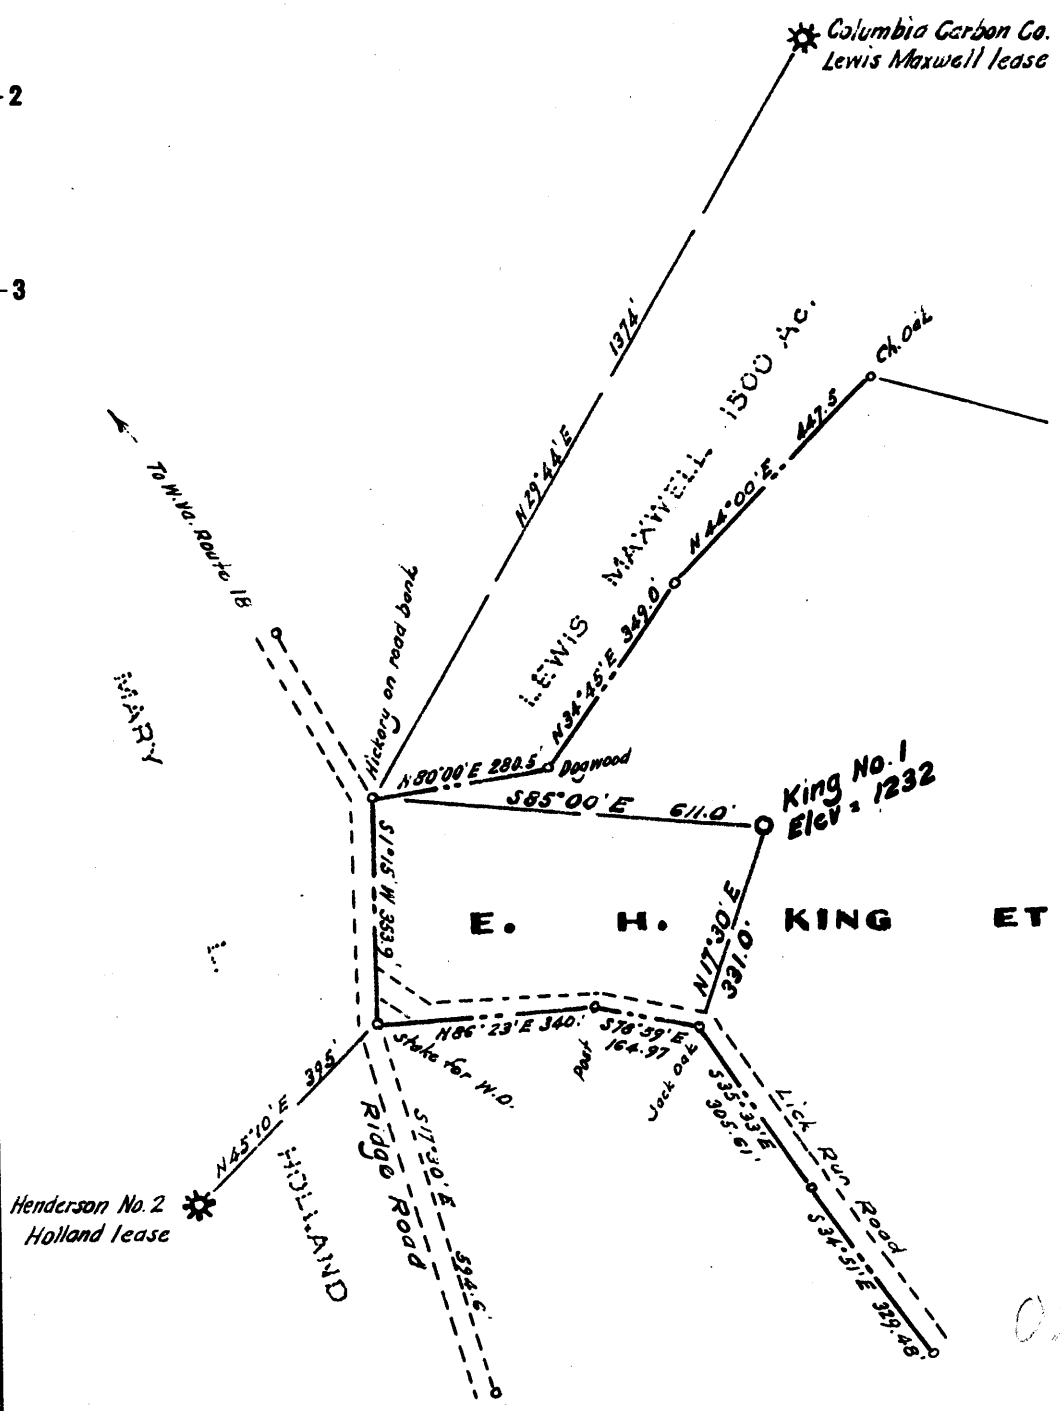 Columbia Carbon Co.
Lewis Maxwell lease
-2
-3
1374'
N 29°44' E
LEWIS MAXWELL 1500 Ac.
Ch. Oak
447.5
N 44°00' E
349.0'
N 34°45' E
To W.Va. Route 18
Hickory on road bank
MARY
L.
HOLLAND
N 80°00' E 280.5'
Dogwood
S 85°00' E 611.0'
King No. 1
Elev = 1232
S 1°15' W 353.9'
E. H. KING ET
N 17°30' E
331.0'
N 86°23' E 340.'
S 78°59' E
164.97
Post
Jack Oak
Stake for W.O.
N 45°10' E 395'
Henderson No. 2
Holland lease
Ridge Road
S 17°30' E 594.6'
S 35°33' E
305.61'
Lick Run Road
S 34°51' E 329.48'